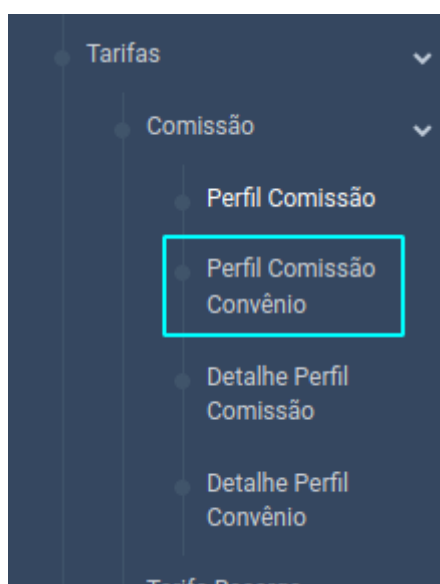 Tarifas
Comissão
Perfil Comissão
Perfil Comissão
Convênio
Detalhe Perfil
Comissão
Detalhe Perfil
Convênio